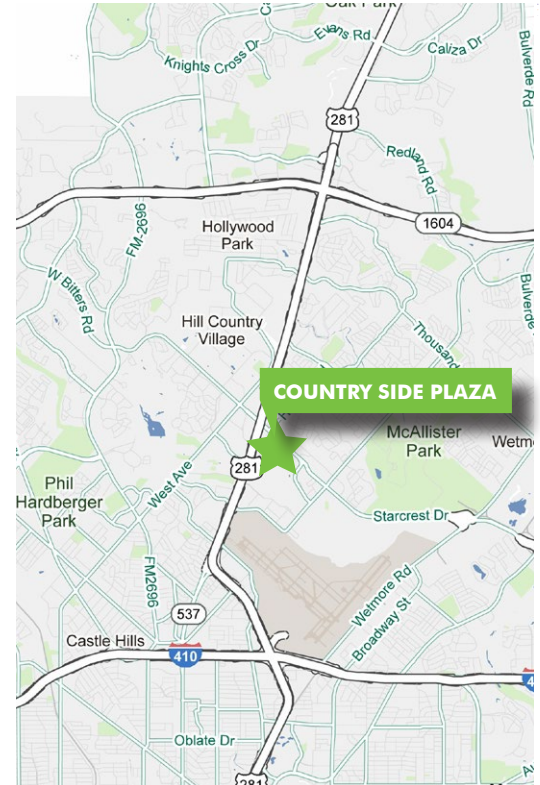 Oak Park
Evans Rd
Caliza Dr
Knights Cross Dr
Bulverde Rd
281
Redland Rd
1604
FM-2696
Hollywood
Park
W Bitters Rd
Hill Country
Village
Thousand
Bulverde
COUNTRY SIDE PLAZA
McAllister
Park
Wetm
281
West Ave
Phil
Hardberger
Park
Starcrest Dr
FM2696
Wetmore Rd
Broadway St
537
Castle Hills
410
4
Oblate Dr
281